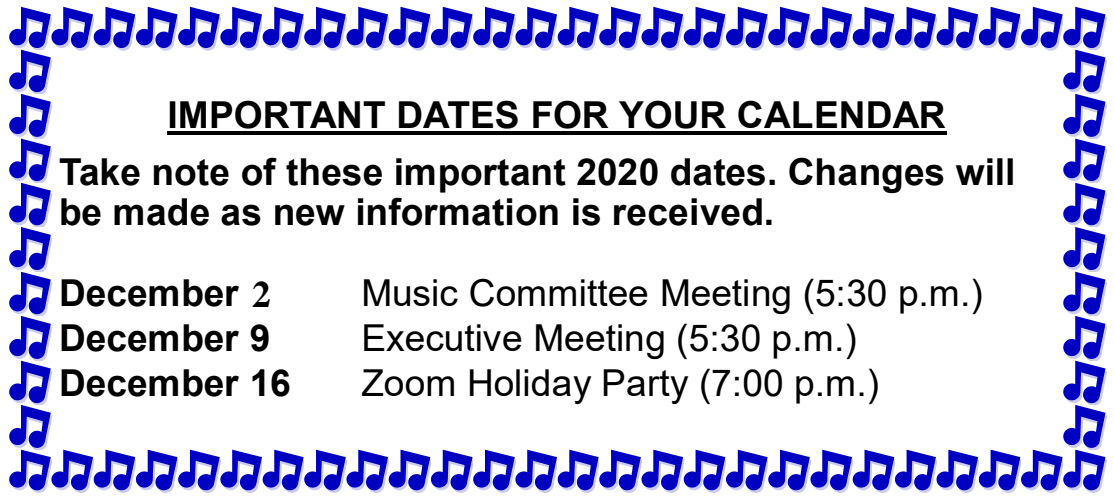 IMPORTANT DATES FOR YOUR CALENDAR
Take note of these important 2020 dates. Changes will
be made as new information is received.
December 2 Music Committee Meeting (5:30 p.m.)
December 9 Executive Meeting (5:30 p.m.)
December 16 Zoom Holiday Party (7:00 p.m.)